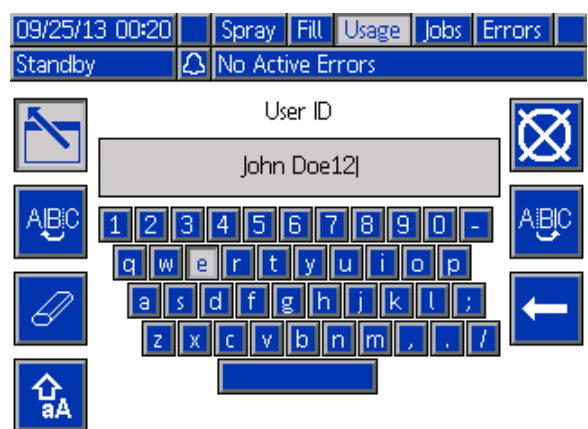 09/25/13 00:20 Spray Fill Usage Jobs Errors
Standby No Active Errors
User ID
John Doe12
ABC ABC
1 2 3 4 5 6 7 8 9 0 -
q w e r t y u i o p
a s d f g h j k l ;
z x c v b n m , . /
aA